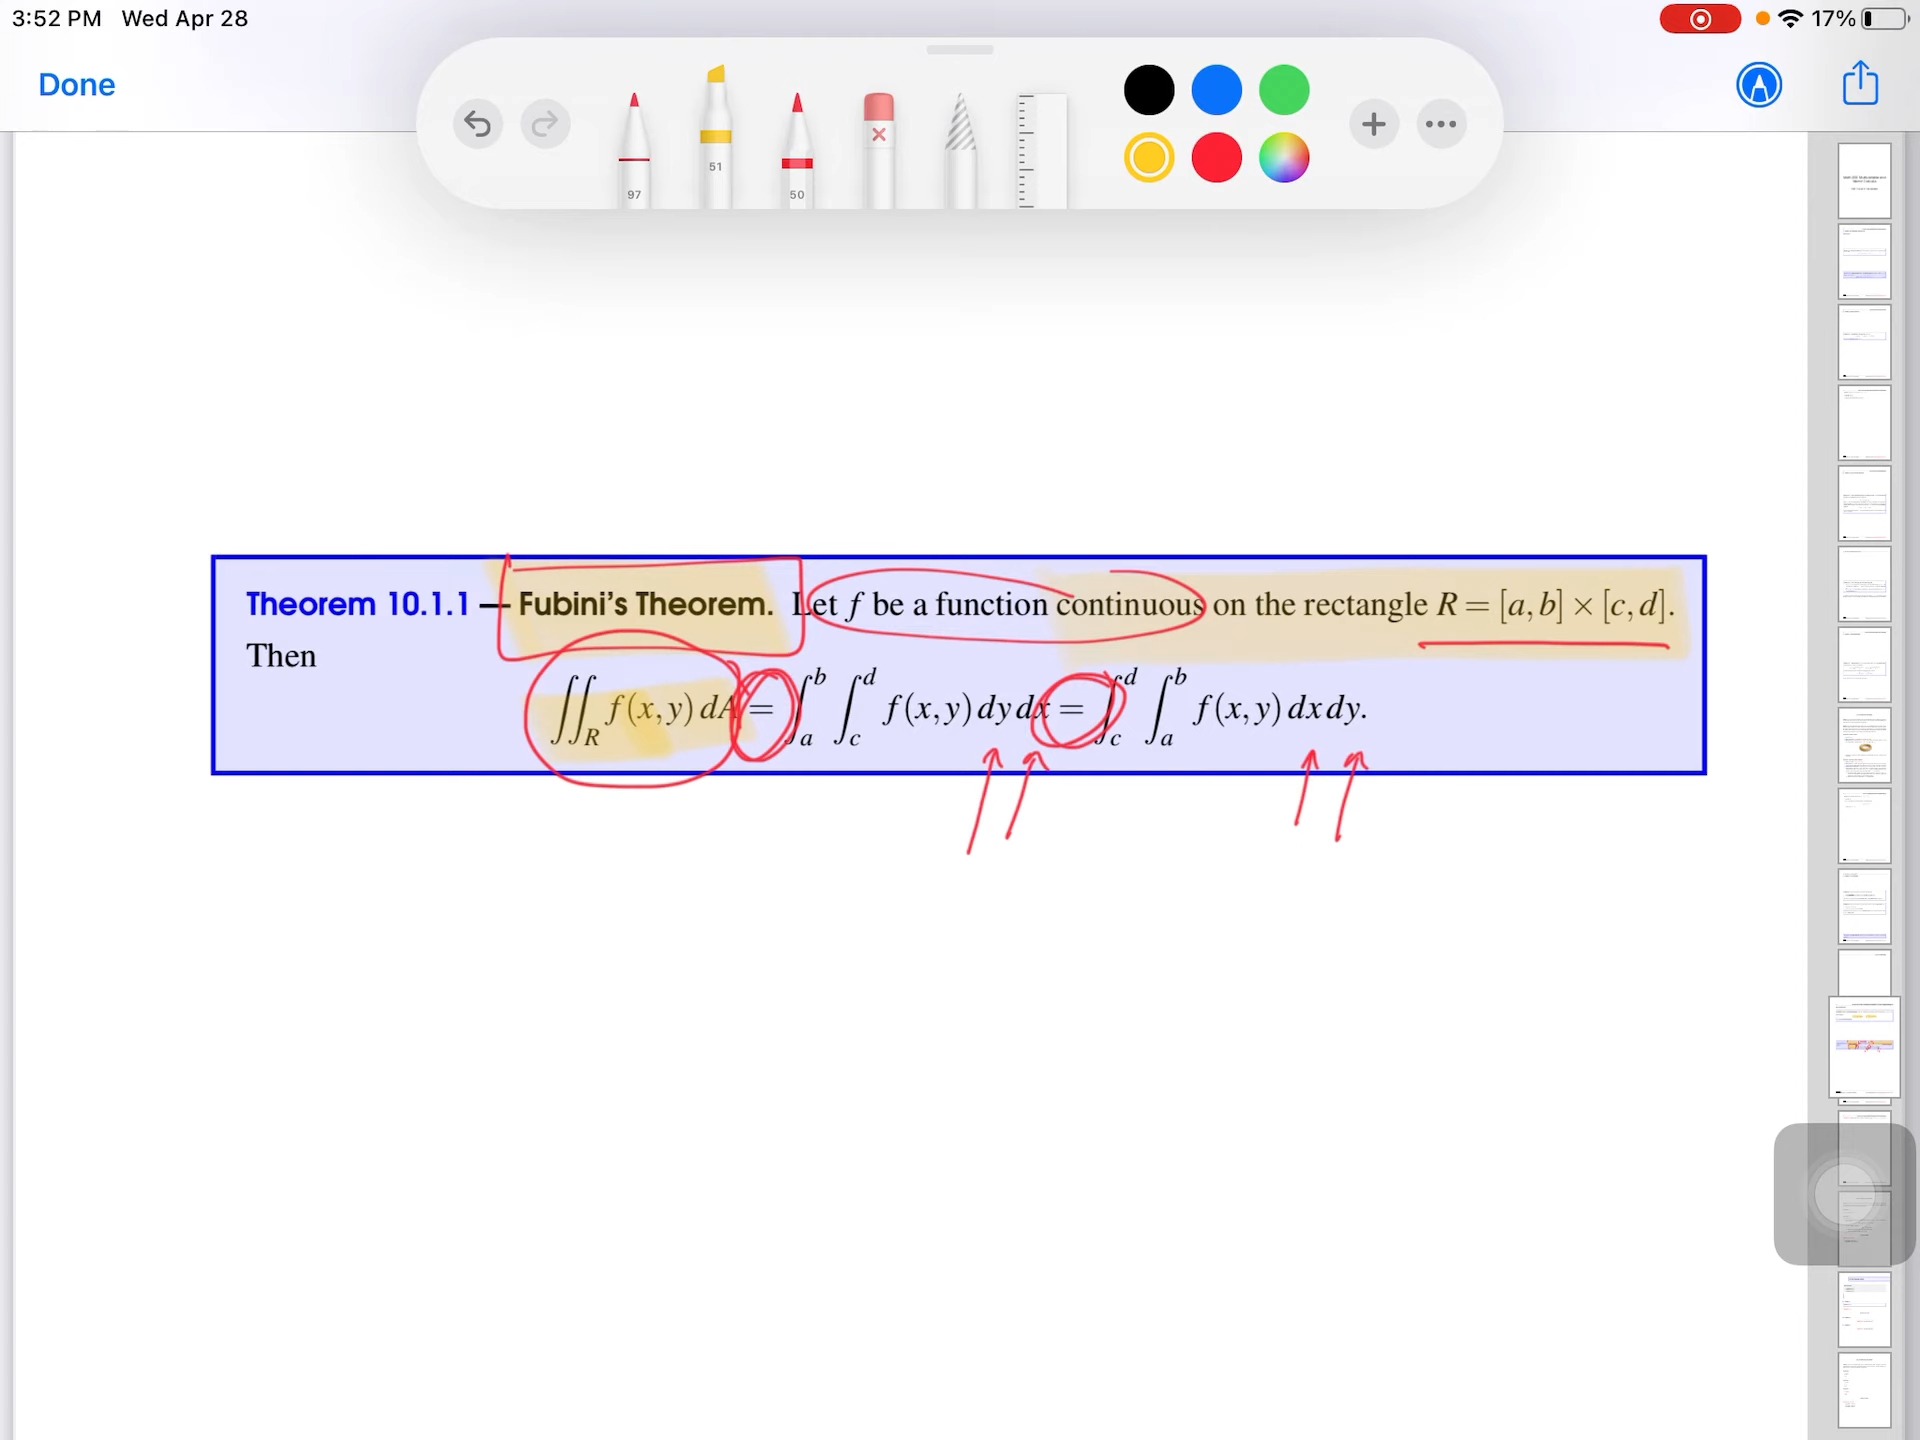 3:52 PM Wed Apr 28
17%
Done
97
51
50
Theorem 10.1.1 — Fubini's Theorem. Let f be a function continuous on the rectangle R = [a, b] × [c, d].
Then
∬_R f(x, y) dA = ∫_a^b ∫_c^d f(x, y) dy dx = ∫_c^d ∫_a^b f(x, y) dx dy.